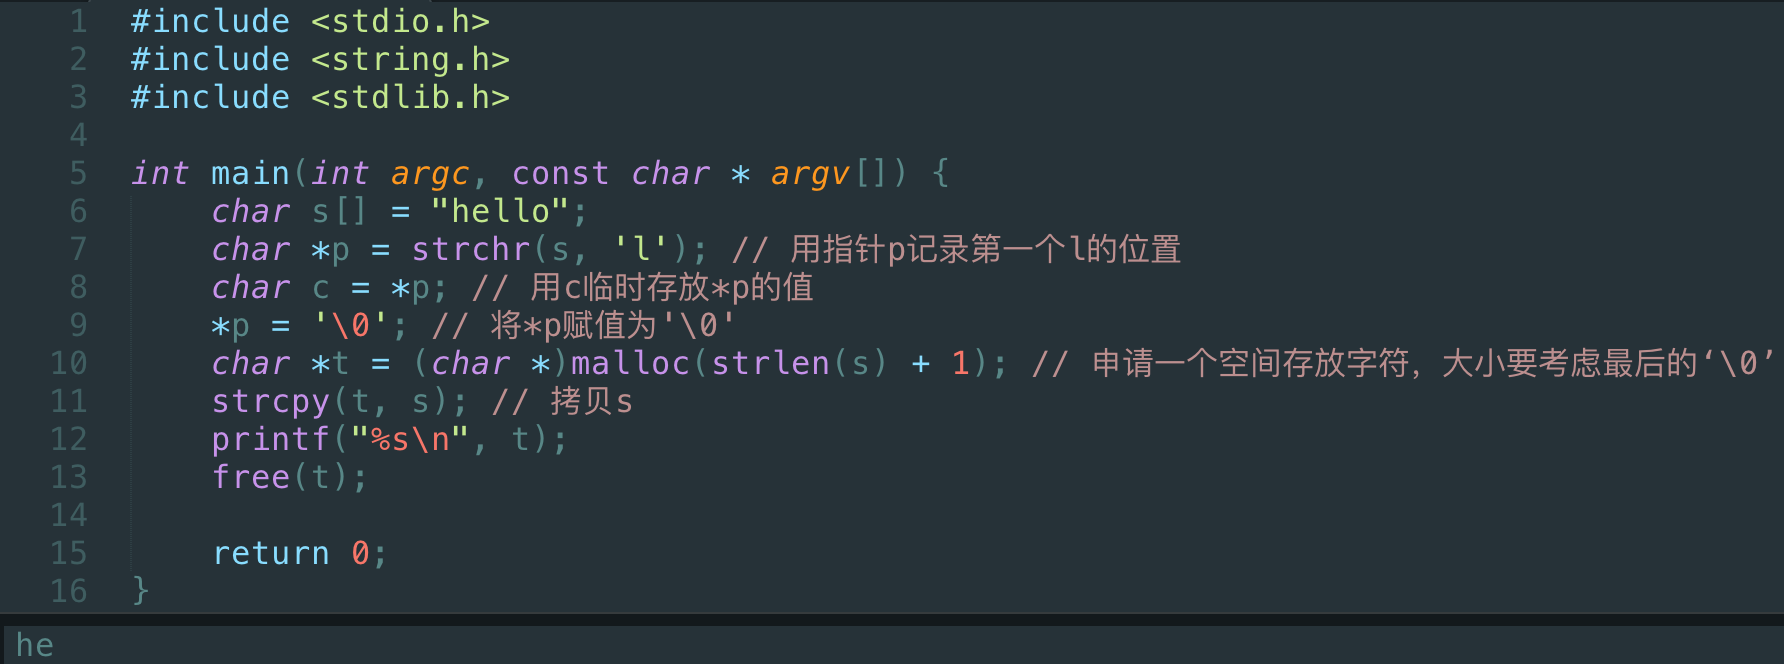 1 #include <stdio.h>
2 #include <string.h>
3 #include <stdlib.h>
4
5 int main(int argc, const char * argv[]) {
6     char s[] = "hello";
7     char *p = strchr(s, 'l'); // 用指针p记录第一个l的位置
8     char c = *p; // 用c临时存放*p的值
9     *p = '\0'; // 将*p赋值为'\0'
10     char *t = (char *)malloc(strlen(s) + 1); // 申请一个空间存放字符，大小要考虑最后的‘\0’
11     strcpy(t, s); // 拷贝s
12     printf("%s\n", t);
13     free(t);
14
15     return 0;
16 }
he